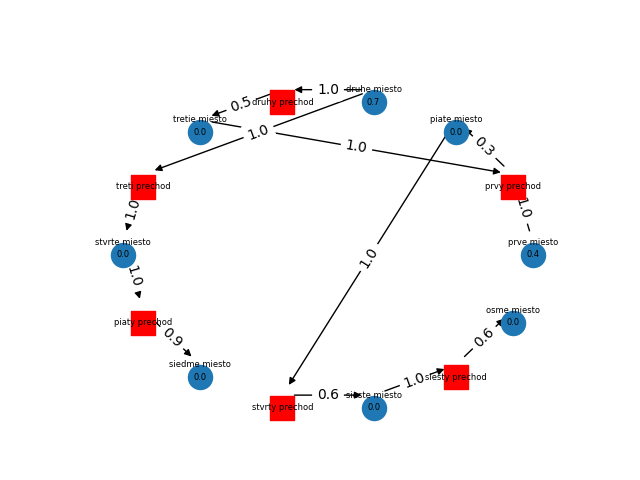 druhy prechod
1.0
druhe miesto
0.7
0.5
tretie miesto
0.0
1.0
1.0
piate miesto
0.0
0.3
treti prechod
prvy prechod
1.0
1.0
stvrte miesto
0.0
prve miesto
0.4
1.0
1.0
piaty prechod
0.9
siedme miesto
0.0
osme miesto
0.0
0.6
siesty prechod
1.0
stvrty prechod
0.6
sieste miesto
0.0